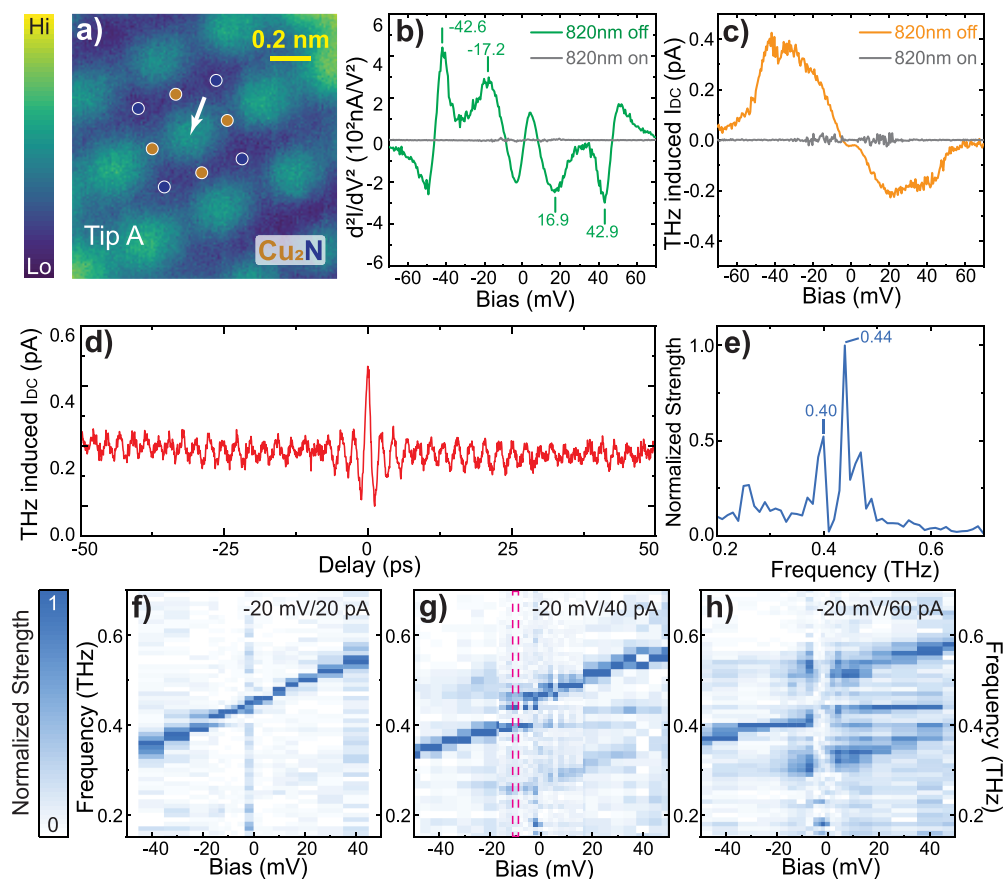 Hi
a)
0.2 nm
Tip A
Cu₂N
Lo
b)
-42.6
-17.2
820nm off
820nm on
16.9
42.9
d²I/dV² (10²nA/V²)
6
4
2
0
-2
-4
6
-60 -40 -20 0 20 40 60
Bias (mV)
c)
820nm off
820nm on
THz induced IDC (pA)
0.4
0.2
0.0
-0.2
-0.4
-60 -40 -20 0 20 40 60
Bias (mV)
d)
THz induced IDC (pA)
0.6
0.4
0.2
0.0
-50 -25 0 25 50
Delay (ps)
e)
0.44
0.40
Normalized Strength
1.0
0.5
0.0
0.2 0.4 0.6
Frequency (THz)
Normalized Strength
1
0
f)
-20 mV/20 pA
Frequency (THz)
0.6
0.4
0.2
-40 -20 0 20 40
Bias (mV)
g)
-20 mV/40 pA
0.6
0.4
0.2
-40 -20 0 20 40
Bias (mV)
h)
-20 mV/60 pA
0.6
0.4
0.2
Frequency (THz)
-40 -20 0 20 40
Bias (mV)